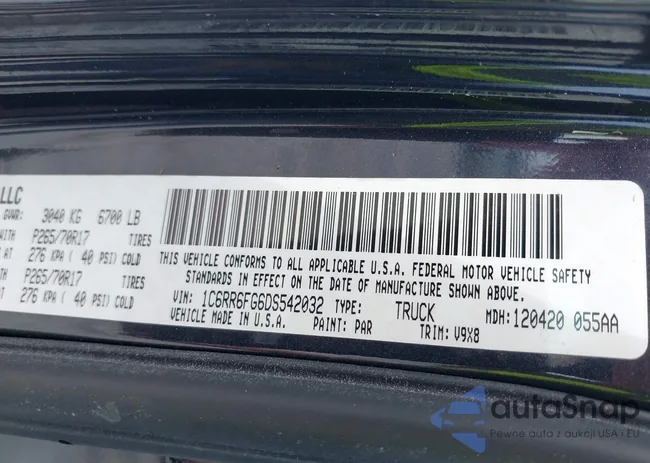 LLC
GVWR: 3040 KG 6700 LB
WITH P265/70R17 TIRES
AT 276 KPA ( 40 PSI) COLD
WITH P265/70R17 TIRES
AT 276 KPA ( 40 PSI) COLD
THIS VEHICLE CONFORMS TO ALL APPLICABLE U.S.A. FEDERAL MOTOR VEHICLE SAFETY
STANDARDS IN EFFECT ON THE DATE OF MANUFACTURE SHOWN ABOVE.
VIN: 1C6RR6FG6DS542032 TYPE: TRUCK MDH:120420 055AA
VEHICLE MADE IN U.S.A. PAINT: PAR TRIM: V9X8
autoSnap
Pewne auta z aukcji USA i EU